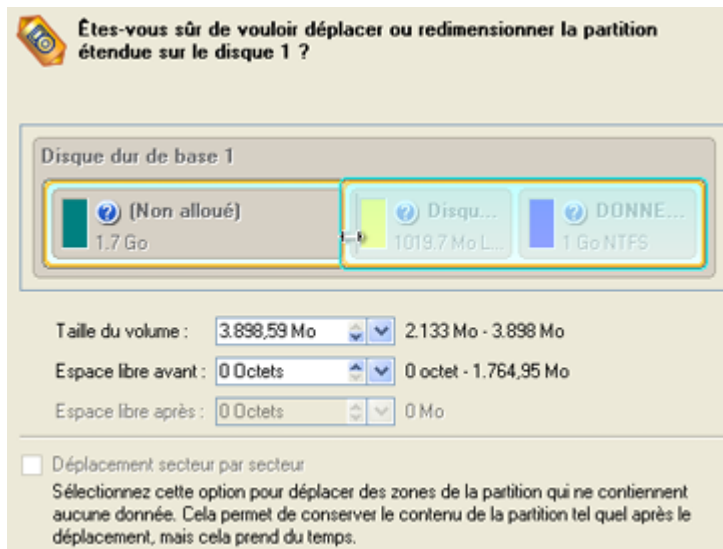 Êtes-vous sûr de vouloir déplacer ou redimensionner la partition
étendue sur le disque 1 ?
Disque dur de base 1
(Non alloué)
1.7 Go
Disqu...
1019.7 Mo L...
DONNE...
1 Go NTFS
Taille du volume : 3.898,59 Mo 2.133 Mo - 3.898 Mo
Espace libre avant : 0 Octets 0 octet - 1.764,95 Mo
Espace libre après : 0 Octets 0 Mo
Déplacement secteur par secteur
Sélectionnez cette option pour déplacer des zones de la partition qui ne contiennent
aucune donnée. Cela permet de conserver le contenu de la partition tel quel après le
déplacement, mais cela prend du temps.